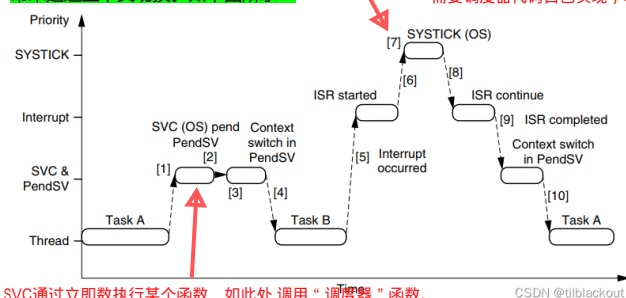 Priority
[7]
SYSTICK (OS)
SYSTICK
[6]
[8]
ISR started
ISR continue
Interrupt
[9]
ISR completed
SVC (OS) pend
PendSV
Context
switch in
PendSV
Context switch
in PendSV
[1]
[2]
[5]
Interrupt
occurred
SVC &
PendSV
[3]
[4]
[10]
Task A
Task B
Task A
Thread
Time
SVC通过立即数执行某个函数，如此处 调用“调度器”函数.
CSDN @tilblackout